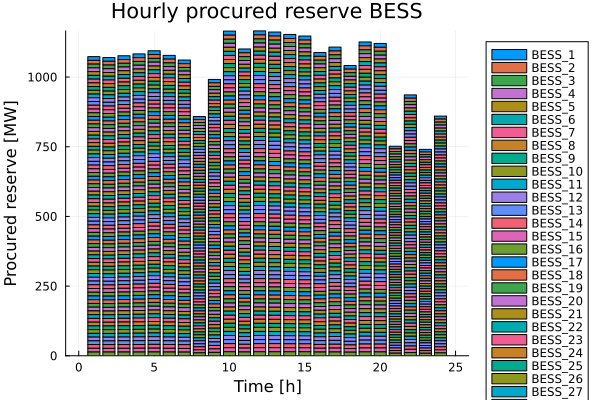 Hourly procured reserve BESS
Procured reserve [MW]
1000
750
500
250
0
0 5 10 15 20 25
Time [h]
BESS_1
BESS_2
BESS_3
BESS_4
BESS_5
BESS_6
BESS_7
BESS_8
BESS_9
BESS_10
BESS_11
BESS_12
BESS_13
BESS_14
BESS_15
BESS_16
BESS_17
BESS_18
BESS_19
BESS_20
BESS_21
BESS_22
BESS_23
BESS_24
BESS_25
BESS_26
BESS_27